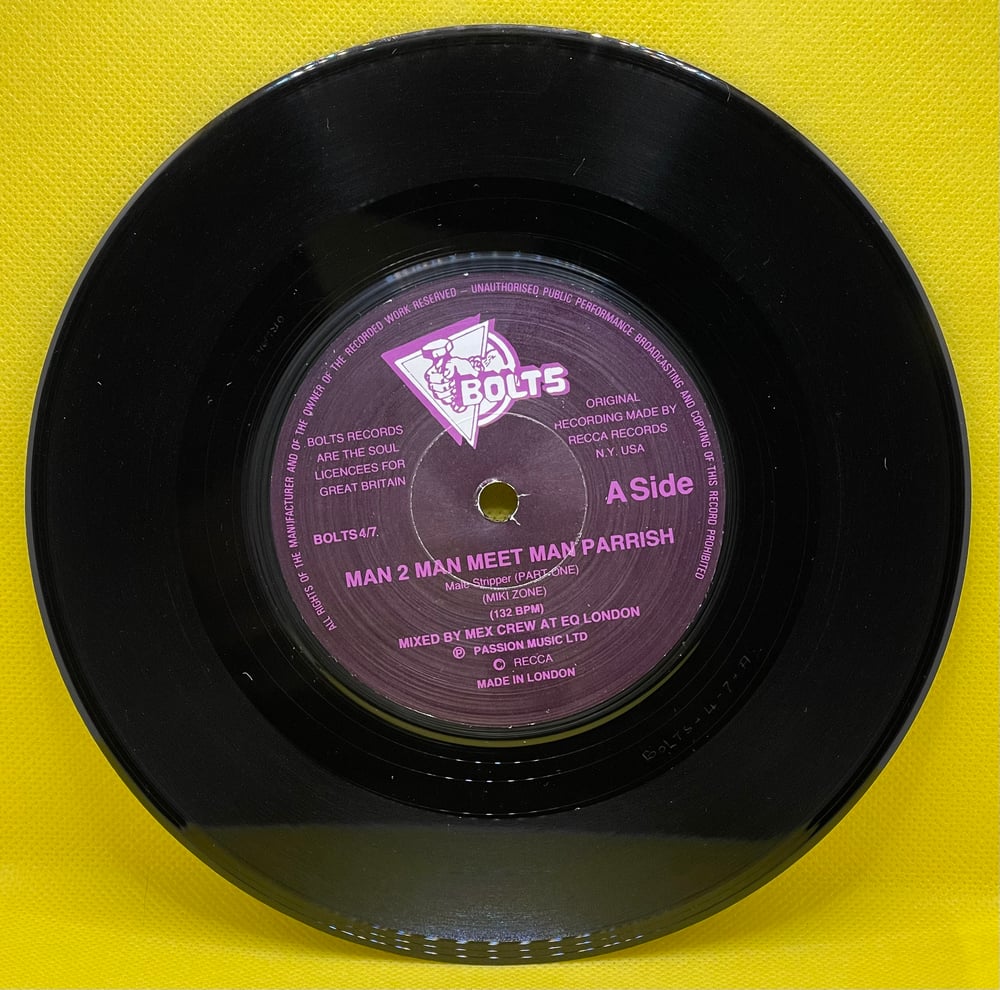 ALL RIGHTS OF THE MANUFACTURER AND OF THE OWNER OF THE RECORDED WORK RESERVED – UNAUTHORISED PUBLIC PERFORMANCE BROADCASTING AND COPYING OF THIS RECORD PROHIBITED
BOLTS
BOLTS RECORDS
ARE THE SOUL
LICENCEES FOR
GREAT BRITAIN
ORIGINAL
RECORDING MADE BY
RECCA RECORDS
N.Y. USA
A Side
BOLTS 4/7.
MAN 2 MAN MEET MAN PARRISH
Male Stripper (PART ONE)
(MIKI ZONE)
(132 BPM)
MIXED BY MEX CREW AT EQ LONDON
Ⓟ PASSION MUSIC LTD
© RECCA
MADE IN LONDON
BOLTS-4-7-A